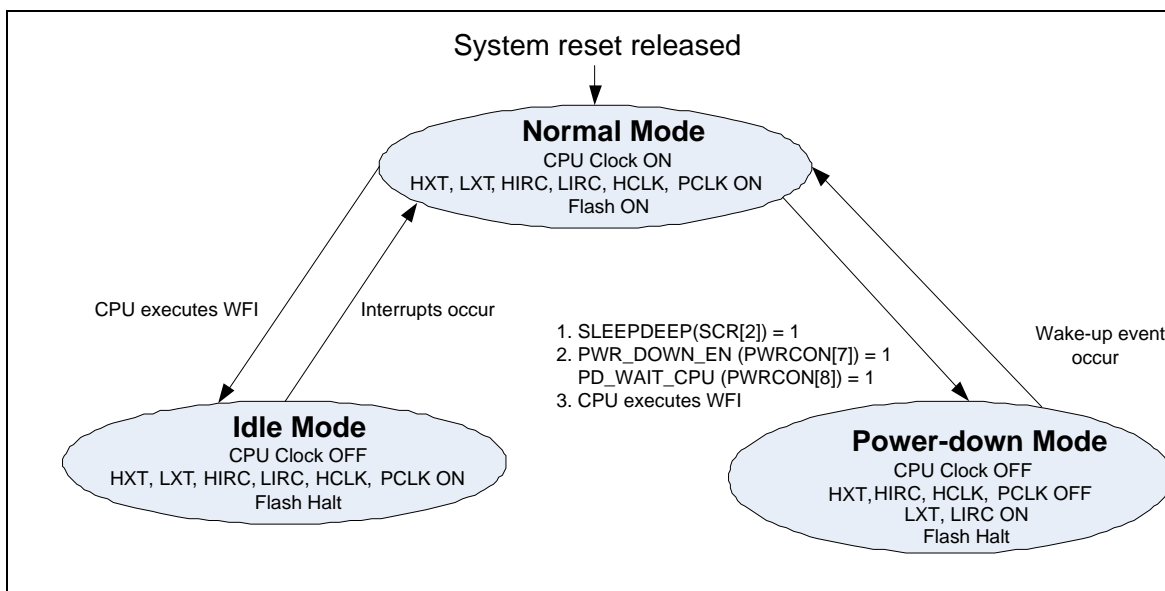 System reset released
Normal Mode
CPU Clock ON
HXT, LXT, HIRC, LIRC, HCLK, PCLK ON
Flash ON
CPU executes WFI
Interrupts occur
1. SLEEPDEEP(SCR[2]) = 1
2. PWR_DOWN_EN (PWRCON[7]) = 1
PD_WAIT_CPU (PWRCON[8]) = 1
3. CPU executes WFI
Wake-up event
occur
Idle Mode
CPU Clock OFF
HXT, LXT, HIRC, LIRC, HCLK, PCLK ON
Flash Halt
Power-down Mode
CPU Clock OFF
HXT, HIRC, HCLK, PCLK OFF
LXT, LIRC ON
Flash Halt